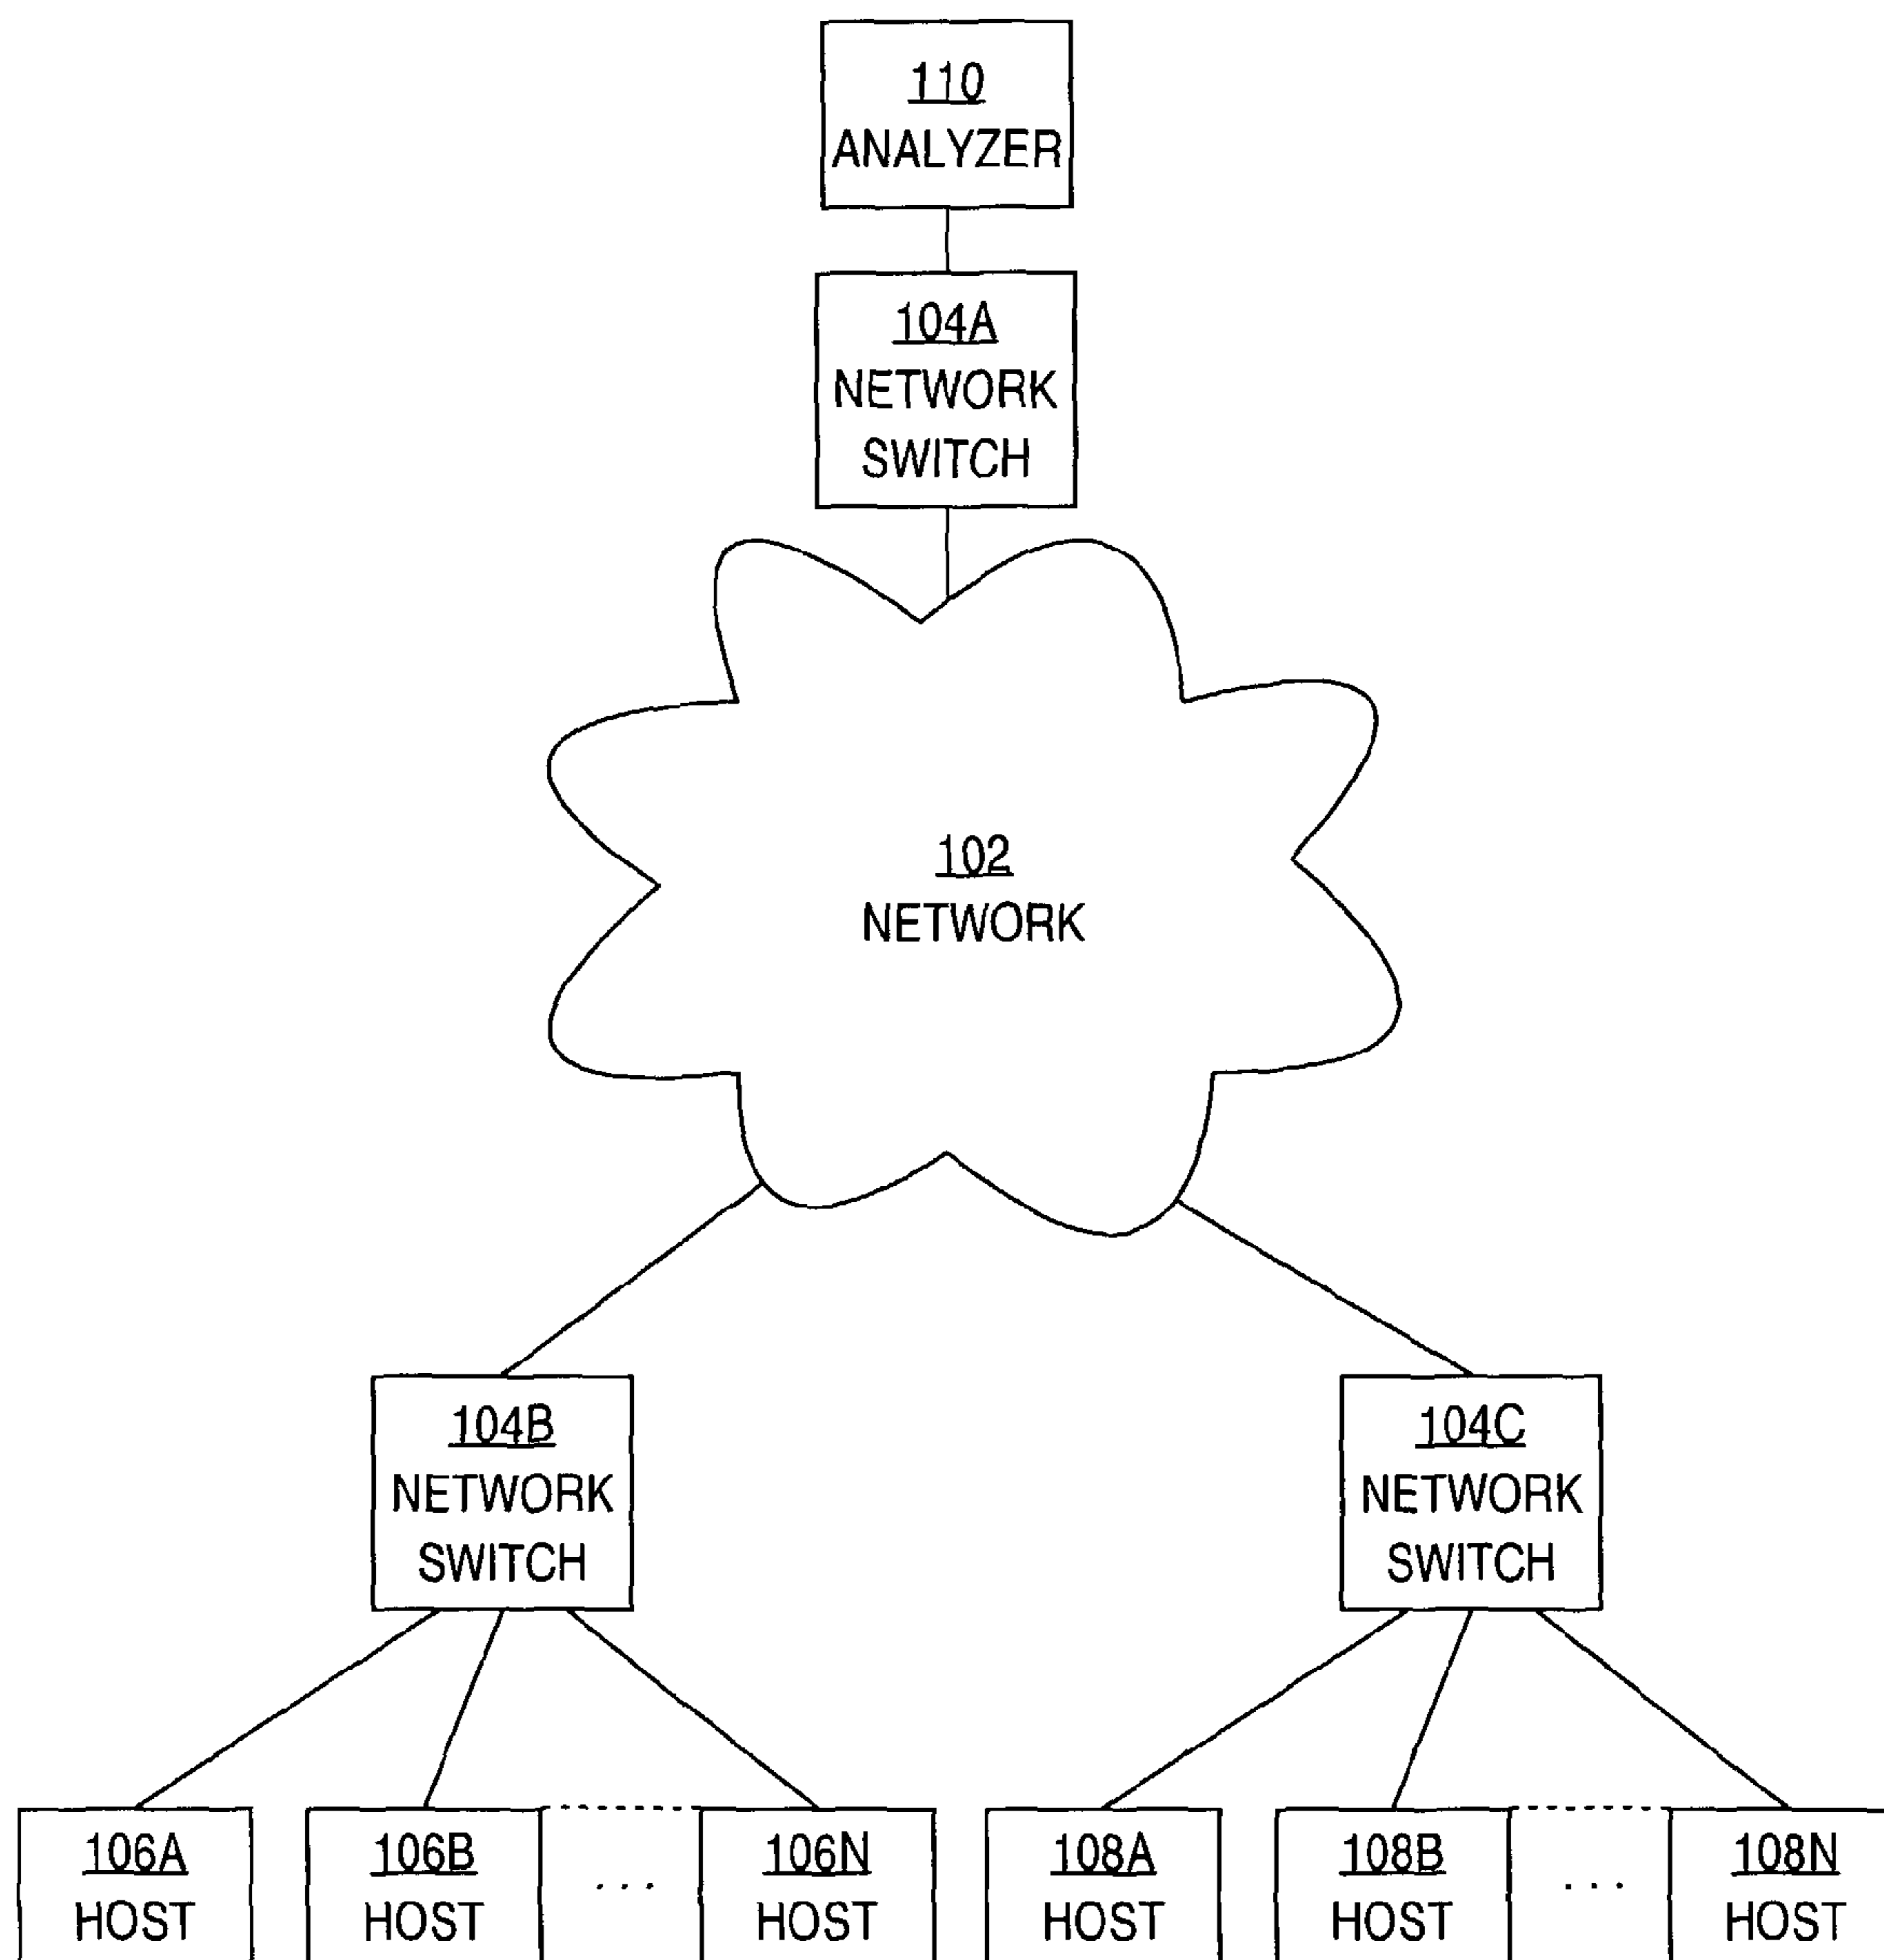 110
ANALYZER
104A
NETWORK
SWITCH
102
NETWORK
104B
NETWORK
SWITCH
104C
NETWORK
SWITCH
106A
HOST
106B
HOST
...
106N
HOST
108A
HOST
108B
HOST
...
108N
HOST